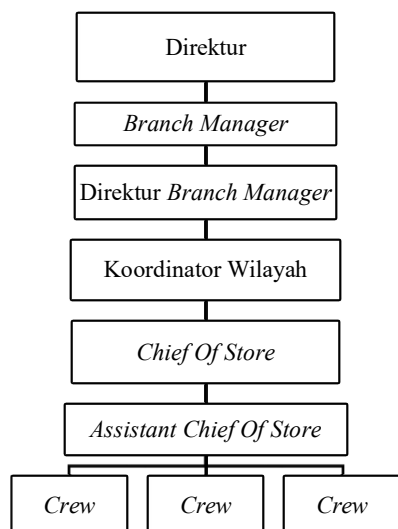 Direktur
Branch Manager
Direktur Branch Manager
Koordinator Wilayah
Chief Of Store
Assistant Chief Of Store
Crew
Crew
Crew